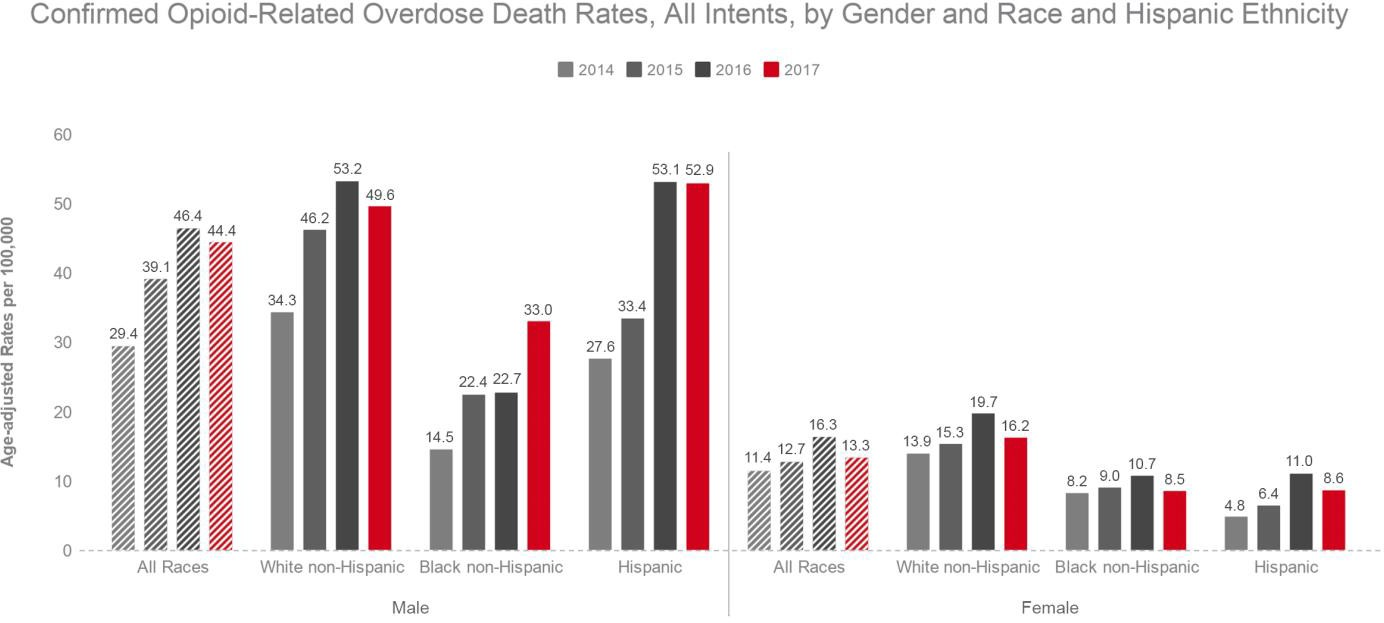 Confirmed Opioid-Related Overdose Death Rates, All Intents, by Gender and Race and Hispanic Ethnicity
2014 2015 2016 2017
Age-adjusted Rates per 100,000
60
50
40
30
20
10
0
29.4 39.1 46.4 44.4
34.3 46.2 53.2 49.6
14.5 22.4 22.7 33.0
27.6 33.4 53.1 52.9
11.4 12.7 16.3 13.3
13.9 15.3 19.7 16.2
8.2 9.0 10.7 8.5
4.8 6.4 11.0 8.6
All Races White non-Hispanic Black non-Hispanic Hispanic All Races White non-Hispanic Black non-Hispanic Hispanic
Male Female